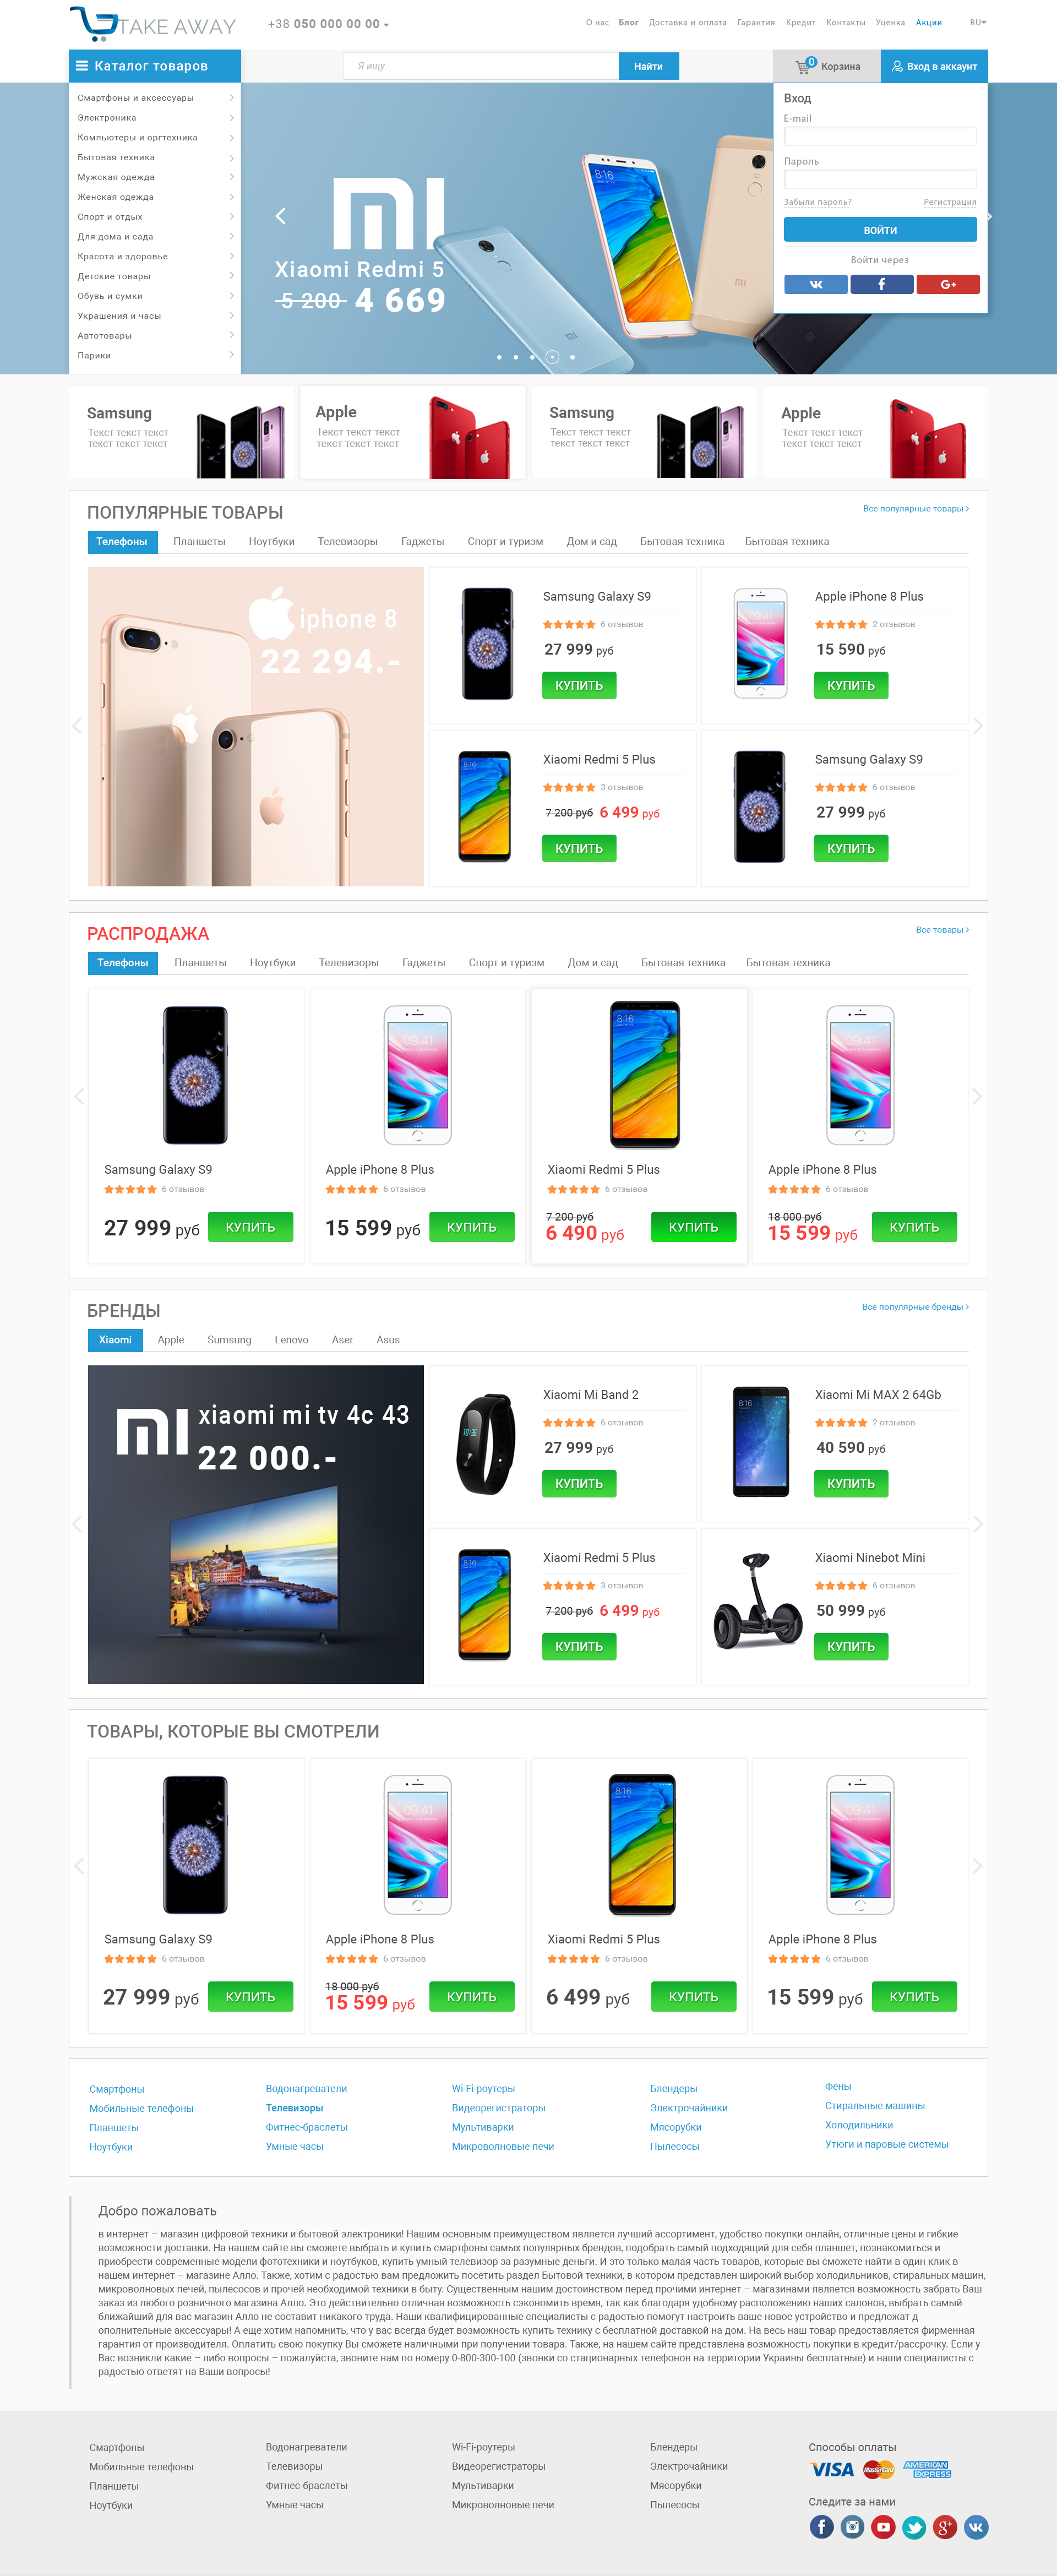 TAKE AWAY
+38 050 000 00 00
О нас Блог Доставка и оплата Гарантия Кредит Контакты Уценка Акции RU
Каталог товаров
Я ищу
Найти
0 Корзина
Вход в аккаунт
Смартфоны и аксессуары
Электроника
Компьютеры и оргтехника
Бытовая техника
Мужская одежда
Женская одежда
Спорт и отдых
Для дома и сада
Красота и здоровье
Детские товары
Обувь и сумки
Украшения и часы
Автотовары
Парики
Xiaomi Redmi 5
5 200 4 669
8:16
Вход
E-mail
Пароль
Забыли пароль? Регистрация
ВОЙТИ
Войти через
G+
Samsung
Текст текст текст
текст текст текст
Apple
Текст текст текст
текст текст текст
Samsung
Текст текст текст
текст текст текст
Apple
Текст текст текст
текст текст текст
ПОПУЛЯРНЫЕ ТОВАРЫ
Все популярные товары
Телефоны Планшеты Ноутбуки Телевизоры Гаджеты Спорт и туризм Дом и сад Бытовая техника Бытовая техника
iphone 8
22 294.-
Samsung Galaxy S9
6 отзывов
27 999 руб
КУПИТЬ
Apple iPhone 8 Plus
2 отзывов
15 590 руб
КУПИТЬ
09:41
Xiaomi Redmi 5 Plus
3 отзывов
7 200 руб 6 499 руб
КУПИТЬ
8:16
Samsung Galaxy S9
6 отзывов
27 999 руб
КУПИТЬ
РАСПРОДАЖА
Все товары
Телефоны Планшеты Ноутбуки Телевизоры Гаджеты Спорт и туризм Дом и сад Бытовая техника Бытовая техника
09:41
8:16
09:41
Samsung Galaxy S9
6 отзывов
27 999 руб КУПИТЬ
Apple iPhone 8 Plus
6 отзывов
15 599 руб КУПИТЬ
Xiaomi Redmi 5 Plus
6 отзывов
7 200 руб
6 490 руб КУПИТЬ
Apple iPhone 8 Plus
6 отзывов
18 000 руб
15 599 руб КУПИТЬ
БРЕНДЫ
Все популярные бренды
Xiaomi Apple Sumsung Lenovo Aser Asus
xiaomi mi tv 4c 43
22 000.-
Xiaomi Mi Band 2
6 отзывов
27 999 руб
КУПИТЬ
10:36
Xiaomi Mi MAX 2 64Gb
2 отзывов
40 590 руб
КУПИТЬ
8:16
Xiaomi Redmi 5 Plus
3 отзывов
7 200 руб 6 499 руб
КУПИТЬ
8:16
Xiaomi Ninebot Mini
6 отзывов
50 999 руб
КУПИТЬ
ТОВАРЫ, КОТОРЫЕ ВЫ СМОТРЕЛИ
09:41
8:16
09:41
Samsung Galaxy S9
6 отзывов
27 999 руб КУПИТЬ
Apple iPhone 8 Plus
6 отзывов
18 000 руб
15 599 руб КУПИТЬ
Xiaomi Redmi 5 Plus
6 отзывов
6 499 руб КУПИТЬ
Apple iPhone 8 Plus
6 отзывов
15 599 руб КУПИТЬ
Смартфоны
Мобильные телефоны
Планшеты
Ноутбуки
Водонагреватели
Телевизоры
Фитнес-браслеты
Умные часы
Wi-Fi-роутеры
Видеорегистраторы
Мультиварки
Микроволновые печи
Блендеры
Электрочайники
Мясорубки
Пылесосы
Фены
Стиральные машины
Холодильники
Утюги и паровые системы
Добро пожаловать
в интернет – магазин цифровой техники и бытовой электроники! Нашим основным преимуществом является лучший ассортимент, удобство покупки онлайн, отличные цены и гибкие
возможности доставки. На нашем сайте вы сможете выбрать и купить смартфоны самых популярных брендов, подобрать самый подходящий для себя планшет, познакомиться и
приобрести современные модели фототехники и ноутбуков, купить умный телевизор за разумные деньги. И это только малая часть товаров, которые вы сможете найти в один клик в
нашем интернет – магазине Алло. Также, хотим с радостью вам предложить посетить раздел Бытовой техники, в котором представлен широкий выбор холодильников, стиральных машин,
микроволновых печей, пылесосов и прочей необходимой техники в быту. Существенным нашим достоинством перед прочими интернет – магазинами является возможность забрать Ваш
заказ из любого розничного магазина Алло. Это действительно отличная возможность сэкономить время, так как благодаря удобному расположению наших салонов, выбрать самый
ближайший для вас магазин Алло не составит никакого труда. Наши квалифицированные специалисты с радостью помогут настроить ваше новое устройство и предложат д
ополнительные аксессуары! А еще хотим напомнить, что у вас всегда будет возможность купить технику с бесплатной доставкой на дом. На весь наш товар предоставляется фирменная
гарантия от производителя. Оплатить свою покупку Вы сможете наличными при получении товара. Также, на нашем сайте представлена возможность покупки в кредит/рассрочку. Если у
Вас возникли какие – либо вопросы – пожалуйста, звоните нам по номеру 0-800-300-100 (звонки со стационарных телефонов на территории Украины бесплатные) и наши специалисты с
радостью ответят на Ваши вопросы!
Смартфоны
Мобильные телефоны
Планшеты
Ноутбуки
Водонагреватели
Телевизоры
Фитнес-браслеты
Умные часы
Wi-Fi-роутеры
Видеорегистраторы
Мультиварки
Микроволновые печи
Блендеры
Электрочайники
Мясорубки
Пылесосы
Способы оплаты
VISA MasterCard AMERICAN EXPRESS
Следите за нами